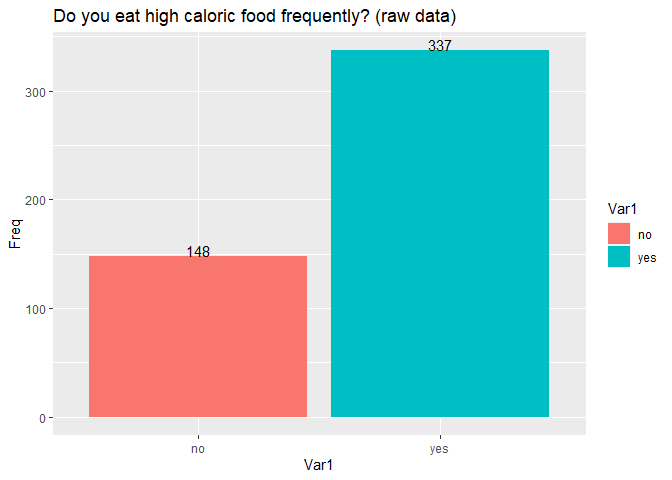 Do you eat high caloric food frequently? (raw data)
337
148
300
200
100
0
Freq
no
yes
Var1
Var1
no
yes